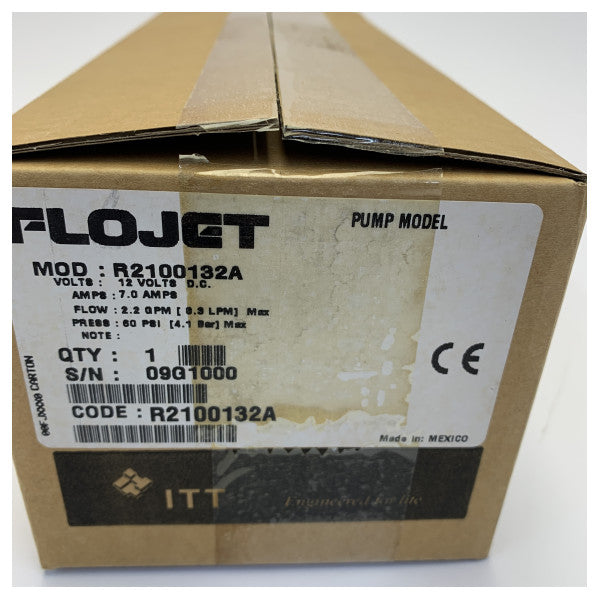 FLOJET
PUMP MODEL
MOD : R2100132A
VOLTS : 12 VOLTS D.C.
AMPS : 7.0 AMPS
FLOW : 2.2 GPM [ 8.3 LPM] Max
PRESS : 60 PSI [4.1 Bar] Max
NOTE :
QTY : 1
S/N : 09G1000
CE
CODE : R2100132A
Made in: MEXICO
CARTON
ITT
Engineered for life